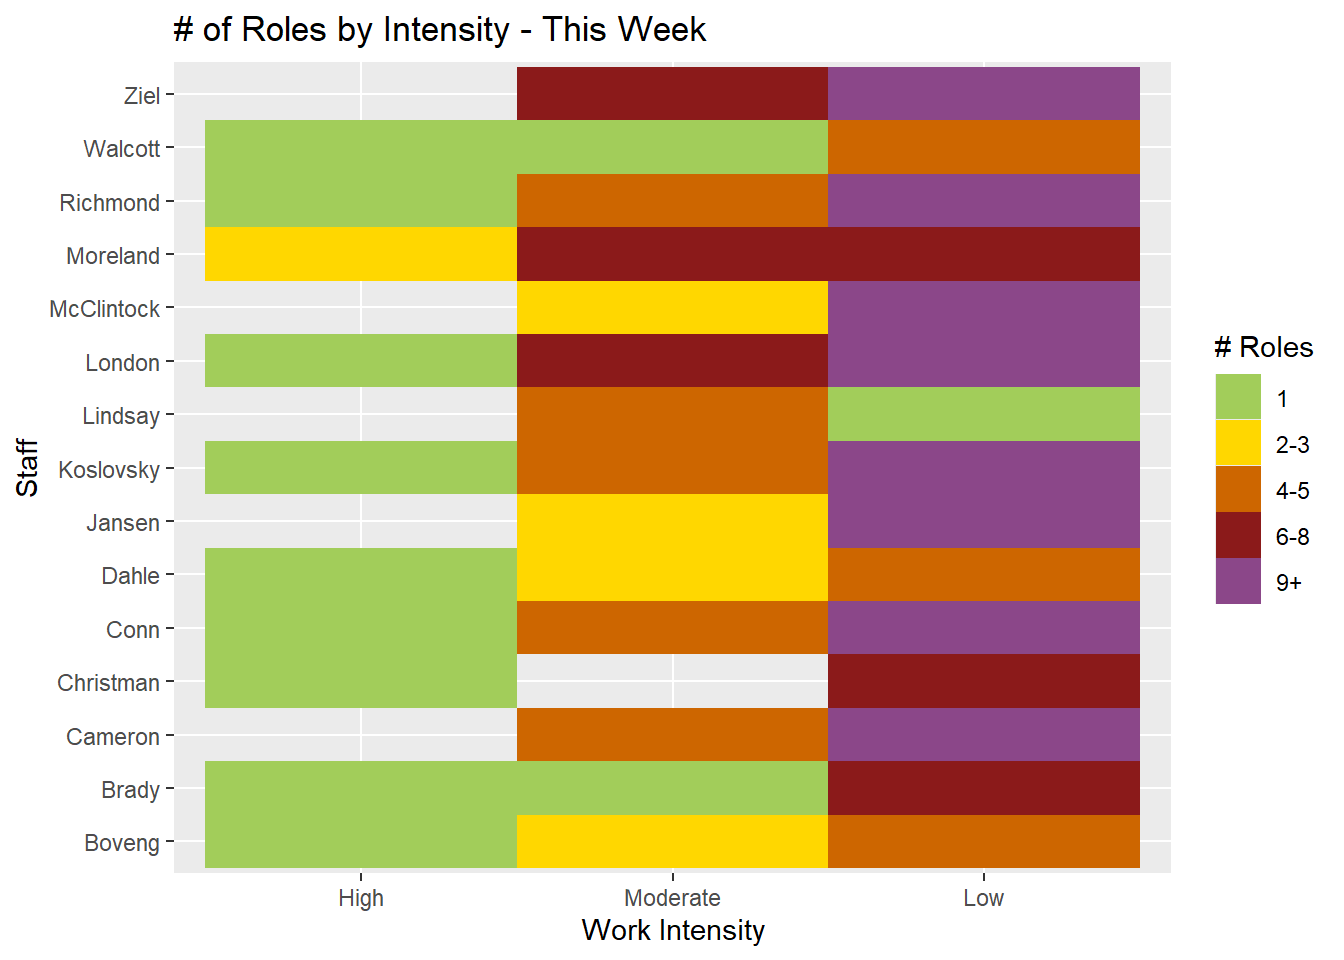 # of Roles by Intensity - This Week
Ziel
Walcott
Richmond
Moreland
McClintock
London
Lindsay
Koslovsky
Jansen
Dahle
Conn
Christman
Cameron
Brady
Boveng
Staff
High Moderate Low
Work Intensity
# Roles
1
2-3
4-5
6-8
9+